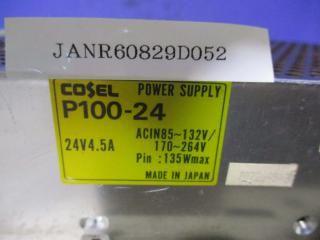 JANR60829D052
COSEL POWER SUPPLY
P100-24
24V4.5A
ACIN85~132V/
170~264V
Pin :135Wmax
MADE IN JAPAN